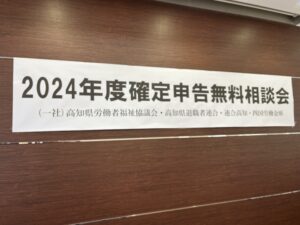 2024年度確定申告無料相談会
(一社)高知県労働者福祉協議会・高知県退職者連合・連合高知・四国労働金庫